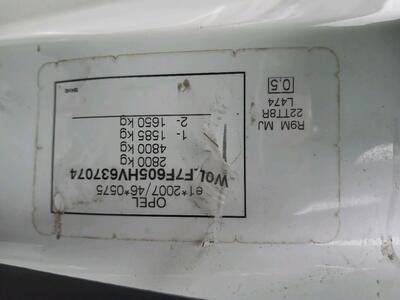 OPEL
e1*2007/46*0575
W0LF7F605HV637074
2800 kg
4800 kg
1- 1585 kg
2- 1650 kg
R9M MJ
22TT8R
L474
0,5